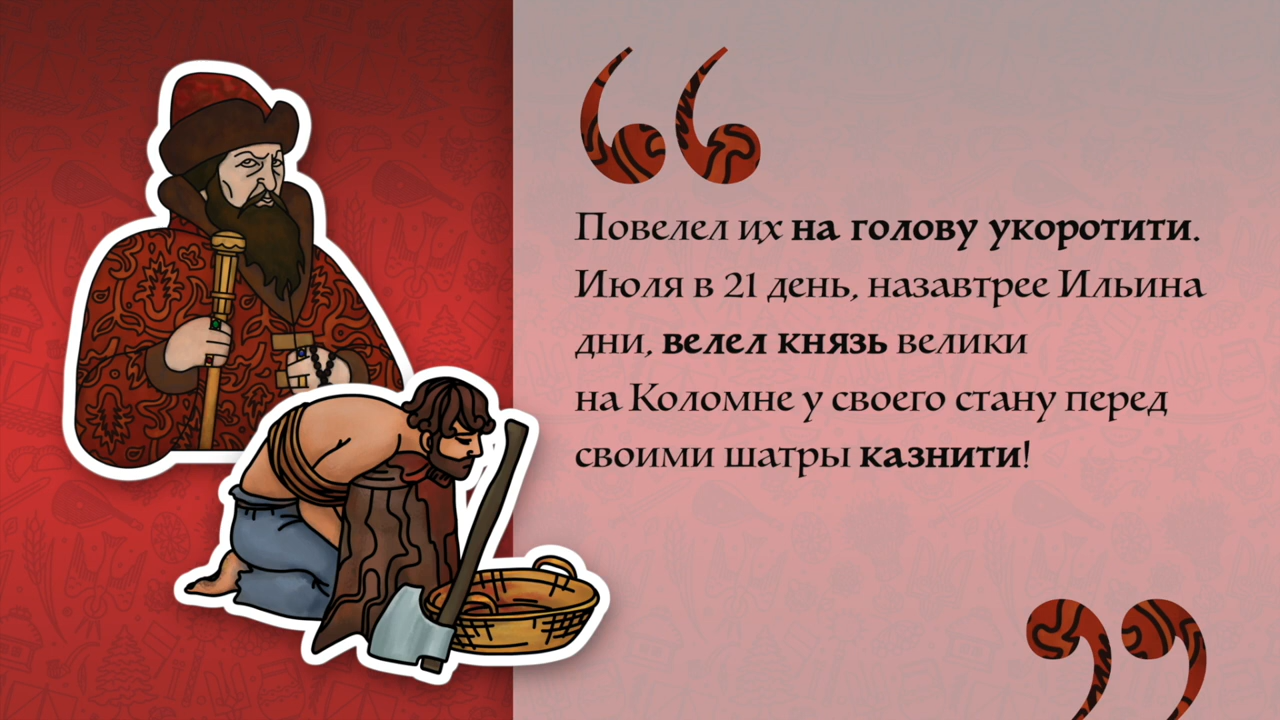 Повелел их на голову укоротити.
Июля в 21 день, назавтрее Ильина
дни, велел князь велики
на Коломне у своего стану перед
своими шатры казнити!